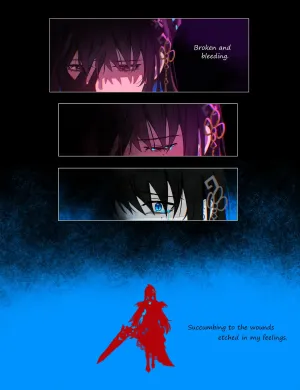 Broken and
bleeding.
Succumbing to the wounds
etched in my feelings.